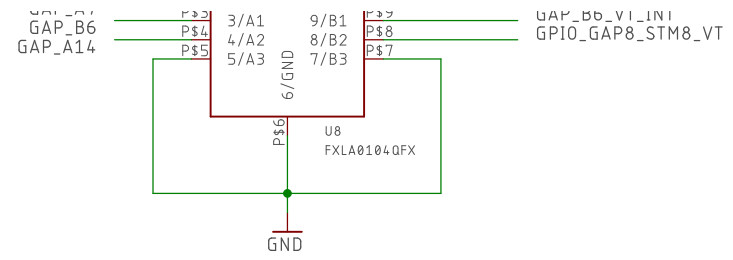 P$3 3/A1 9/B1 P$9 GAP_B6_VT_INT
GAP_B6 P$4 4/A2 8/B2 P$8 GPIO_GAP8_STM8_VT
GAP_A14 P$5 5/A3 7/B3 P$7
6/GND
P$6
U8
FXLA0104QFX
GND